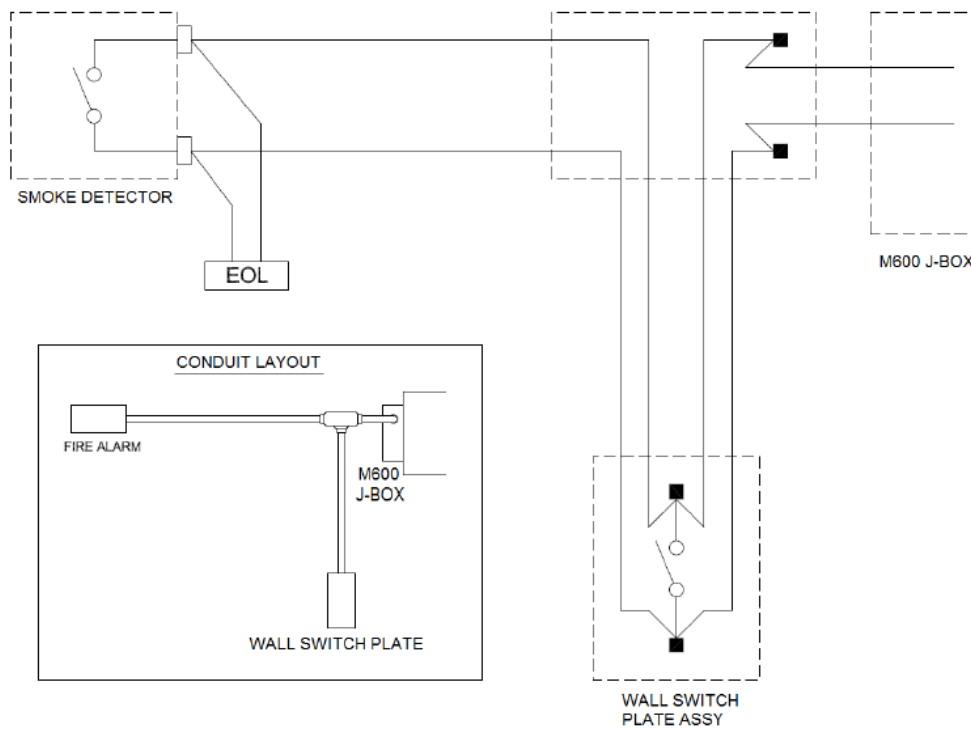 SMOKE DETECTOR
EOL
M600 J-BOX
CONDUIT LAYOUT
FIRE ALARM
M600
J-BOX
WALL SWITCH PLATE
WALL SWITCH
PLATE ASSY